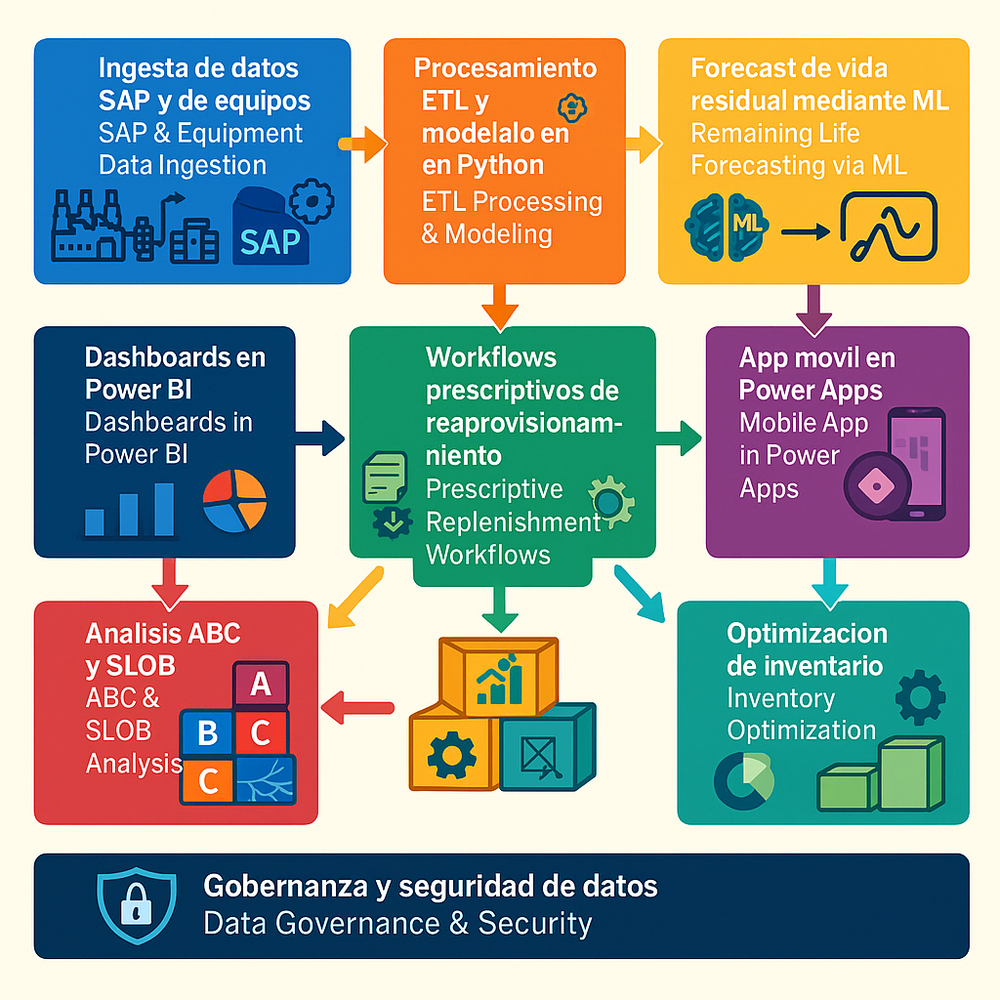 Ingesta de datos
SAP y de equipos
SAP & Equipment
Data Ingestion
SAP
Procesamiento
ETL y
modelalo en
en Python
ETL Processing
& Modeling
Forecast de vida
residual mediante ML
Remaining Life
Forecasting via ML
ML
Dashboards en
Power BI
Dashbeards in
Power BI
Workflows
prescriptivos de
reaprovisionam-
niento
Prescriptive
Replenishment
Workflows
App movil en
Power Apps
Mobile App
in Power
Apps
Analisis ABC
y SLOB
ABC &
SLOB
Analysis
A
B
C
C
Optimizacion
de inventario
Inventory
Optimization
Gobernanza y seguridad de datos
Data Governance & Security